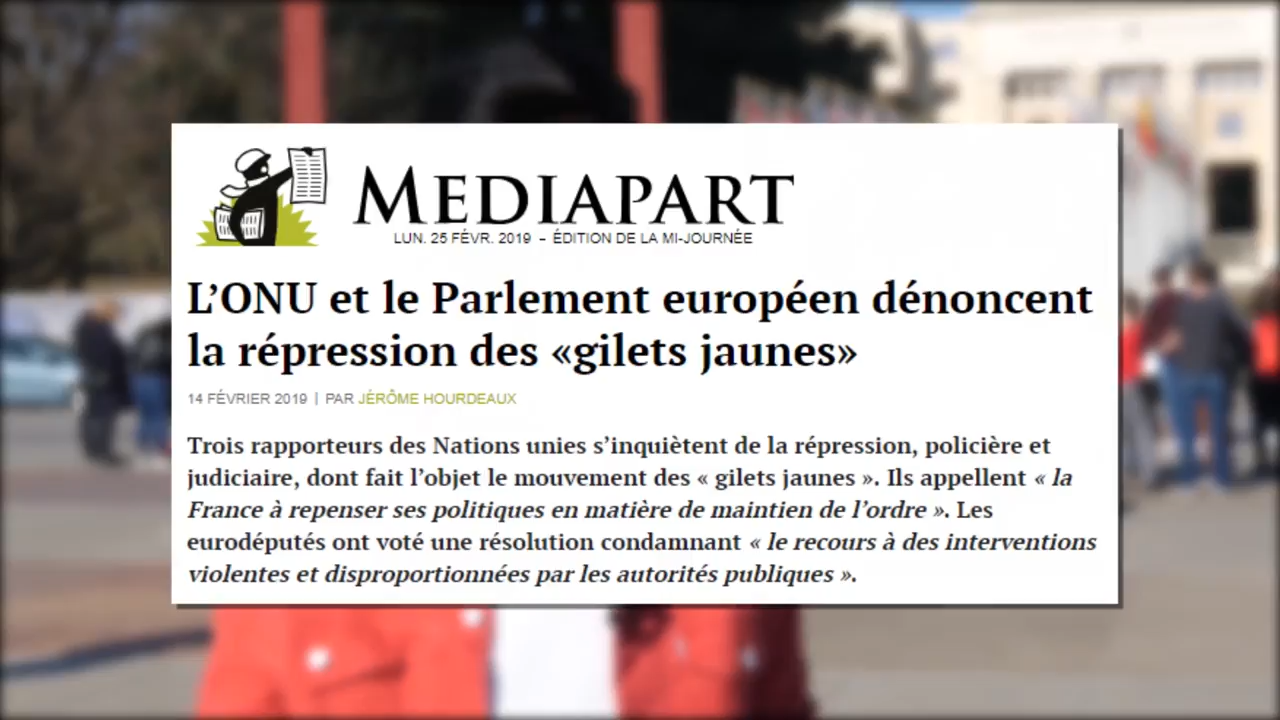 MEDIAPART
LUN. 25 FÉVR. 2019 – ÉDITION DE LA MI-JOURNÉE
L’ONU et le Parlement européen dénoncent
la répression des «gilets jaunes»
14 FÉVRIER 2019 | PAR JÉRÔME HOURDEAUX
Trois rapporteurs des Nations unies s’inquiètent de la répression, policière et
judiciaire, dont fait l’objet le mouvement des « gilets jaunes ». Ils appellent « la
France à repenser ses politiques en matière de maintien de l’ordre ». Les
eurodéputés ont voté une résolution condamnant « le recours à des interventions
violentes et disproportionnées par les autorités publiques ».